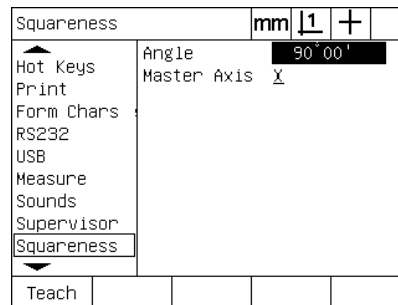 Squareness mm 1
Angle 90°00'
Hot Keys Master Axis X
Print
Form Chars
RS232
USB
Measure
Sounds
Supervisor
Squareness
Teach